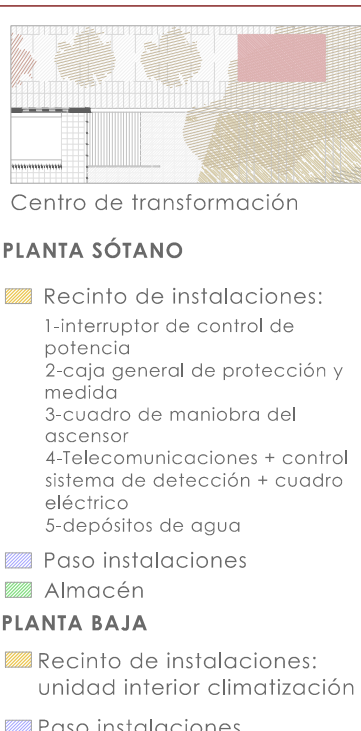 Centro de transformación
PLANTA SÓTANO
Recinto de instalaciones:
1-interruptor de control de
potencia
2-caja general de protección y
medida
3-cuadro de maniobra del
ascensor
4-Telecomunicaciones + control
sistema de detección + cuadro
eléctrico
5-depósitos de agua
Paso instalaciones
Almacén
PLANTA BAJA
Recinto de instalaciones:
unidad interior climatización
Paso instalaciones